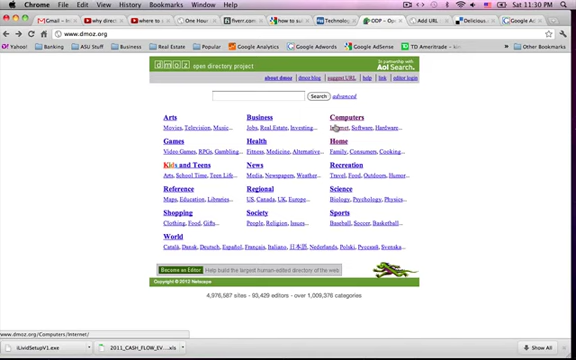 Chrome File Edit View History Bookmarks Window Help
Sat 11:30 PM
Gmail - I why direc where to s One Hour fiverr.com how to su Technolog ODP - Op Add URL Delicious. Google Ac
www.dmoz.org
Yahoo! Banking ASU Stuff Real Estate Popular Google Adwords Google AdSense TD Ameritrade - Other Bookmarks
dmoz open directory project
In partnership with
Aol Search.
about dmoz dmoz blog suggest URL help link editor login
Search advanced
Arts
Movies, Television, Music...
Business
Jobs, Real Estate, Investing...
Computers
Internet, Software, Hardware...
Games
Video Games, RPGs, Gambling...
Health
Fitness, Medicine, Alternative...
Home
Family, Consumers, Cooking...
Kids and Teens
Arts, School Time, Teen Life...
News
Media, Newspapers, Weather...
Recreation
Travel, Food, Outdoors, Humor...
Reference
Maps, Education, Libraries...
Regional
US, Canada, UK, Europe...
Science
Biology, Psychology, Physics...
Shopping
Clothing, Food, Gifts...
Society
People, Religion, Issues...
Sports
Baseball, Soccer, Basketball...
World
Català, Dansk, Deutsch, Español, Français, Italiano, 日本語, Nederlands, Polski, Русский, Svenska...
Become an Editor Help build the largest human-edited directory of the web
Copyright © 2012 Netscape
4,976,587 sites - 93,429 editors - over 1,009,376 categories
www.dmoz.org/Computers/Internet/
iLividSetupV1.exe 2011_CASH_FLOW_EV....xls Show All